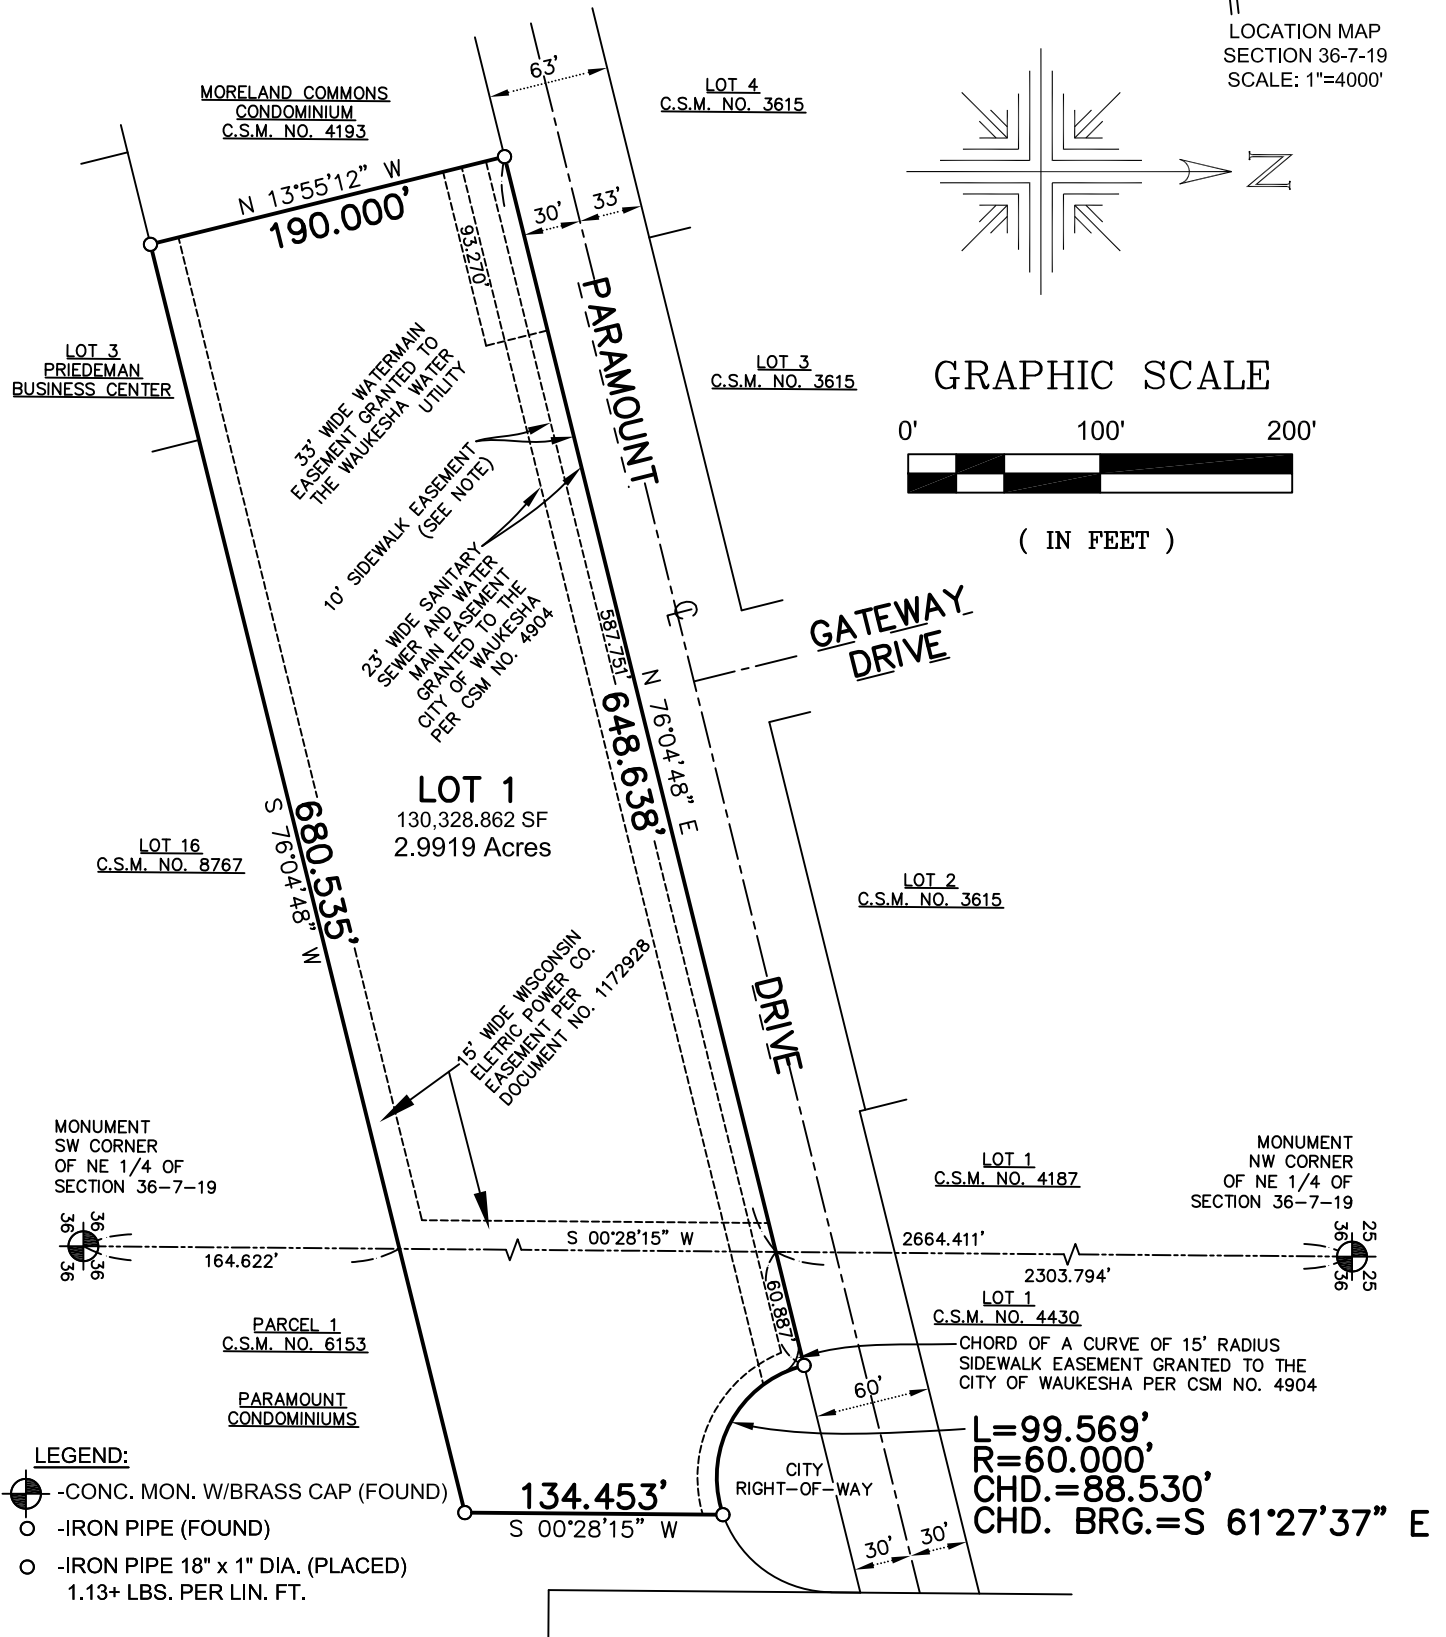 LOCATION MAP
SECTION 36-7-19
SCALE: 1"=4000'
63'
LOT 4
C.S.M. NO. 3615
MORELAND COMMONS
CONDOMINIUM
C.S.M. NO. 4193
N
N 13°55'12" W
190.000'
30'
33'
93.270'
PARAMOUNT
LOT 3
PRIEDEMAN
BUSINESS CENTER
33' WIDE WATERMAIN
EASEMENT GRANTED TO
THE WAUKESHA WATER
UTILITY
LOT 3
C.S.M. NO. 3615
GRAPHIC SCALE
0' 100' 200'
( IN FEET )
10' SIDEWALK EASEMENT
(SEE NOTE)
23' WIDE SANITARY
SEWER AND WATER
MAIN EASEMENT
GRANTED TO THE
CITY OF WAUKESHA
PER CSM NO. 4904
587.751'
648.638'
N 76°04'48" E
CL
GATEWAY
DRIVE
LOT 1
130,328.862 SF
2.9919 Acres
680.535'
S 76°04'48" W
LOT 16
C.S.M. NO. 8767
LOT 2
C.S.M. NO. 3615
15' WIDE WISCONSIN
ELETRIC POWER CO.
EASEMENT PER
DOCUMENT NO. 1172928
DRIVE
MONUMENT
SW CORNER
OF NE 1/4 OF
SECTION 36-7-19
LOT 1
C.S.M. NO. 4187
MONUMENT
NW CORNER
OF NE 1/4 OF
SECTION 36-7-19
36 36
36 36
164.622'
S 00°28'15" W
2664.411'
2303.794'
36 25
36 25
60.887'
LOT 1
C.S.M. NO. 4430
PARCEL 1
C.S.M. NO. 6153
CHORD OF A CURVE OF 15' RADIUS
SIDEWALK EASEMENT GRANTED TO THE
CITY OF WAUKESHA PER CSM NO. 4904
60'
PARAMOUNT
CONDOMINIUMS
L=99.569'
R=60.000'
CHD.=88.530'
CHD. BRG.=S 61°27'37" E
CITY
RIGHT-OF-WAY
134.453'
S 00°28'15" W
30'
30'
LEGEND:
-CONC. MON. W/BRASS CAP (FOUND)
-IRON PIPE (FOUND)
-IRON PIPE 18" x 1" DIA. (PLACED)
1.13+ LBS. PER LIN. FT.